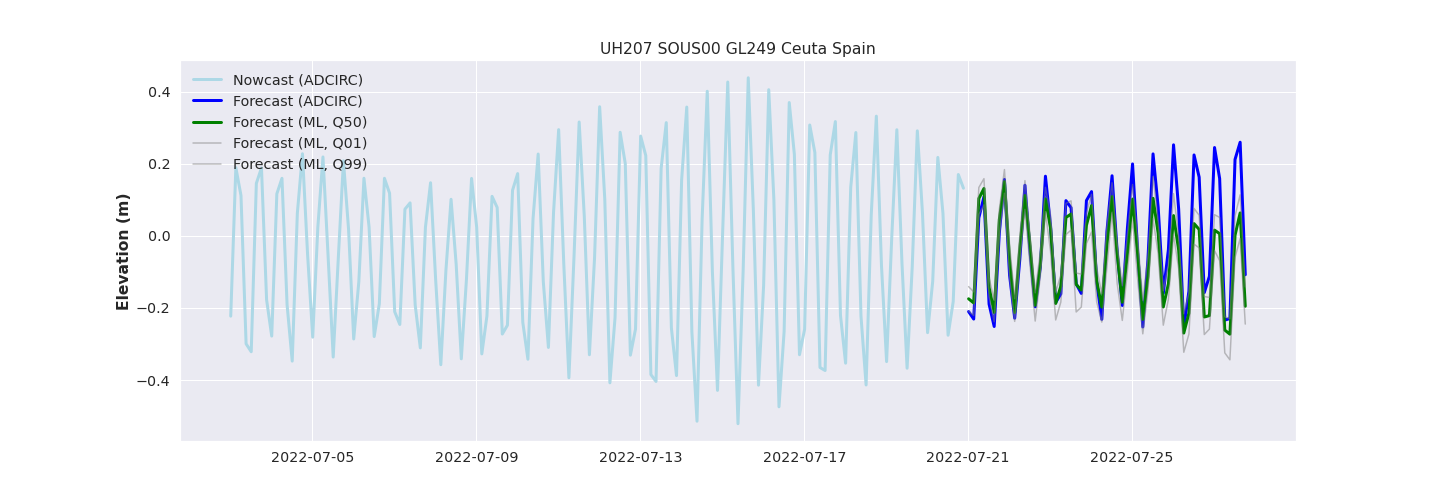 UH207 SOUS00 GL249 Ceuta Spain
Nowcast (ADCIRC)
Forecast (ADCIRC)
Forecast (ML, Q50)
Forecast (ML, Q01)
Forecast (ML, Q99)
Elevation (m)
0.4
0.2
0.0
−0.2
−0.4
2022-07-05 2022-07-09 2022-07-13 2022-07-17 2022-07-21 2022-07-25